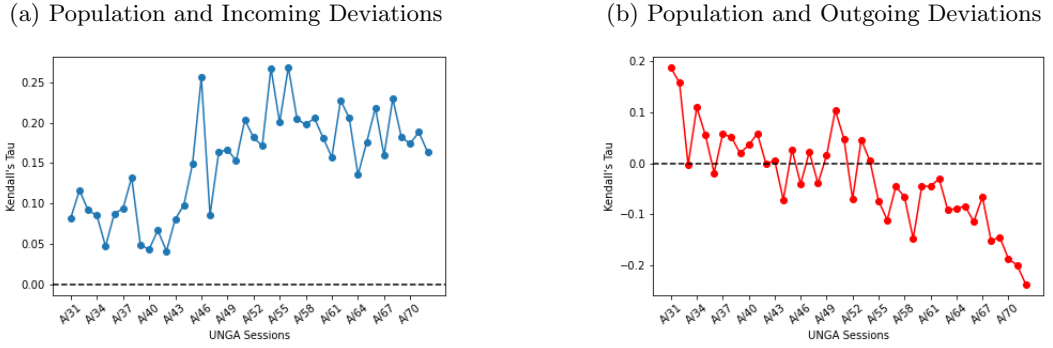 (a) Population and Incoming Deviations
(b) Population and Outgoing Deviations
Kendall's Tau
0.25
0.20
0.15
0.10
0.05
0.00
A/31 A/34 A/37 A/40 A/43 A/46 A/49 A/52 A/55 A/58 A/61 A/64 A/67 A/70
UNGA Sessions
Kendall's Tau
0.2
0.1
0.0
−0.1
−0.2
A/31 A/34 A/37 A/40 A/43 A/46 A/49 A/52 A/55 A/58 A/61 A/64 A/67 A/70
UNGA Sessions